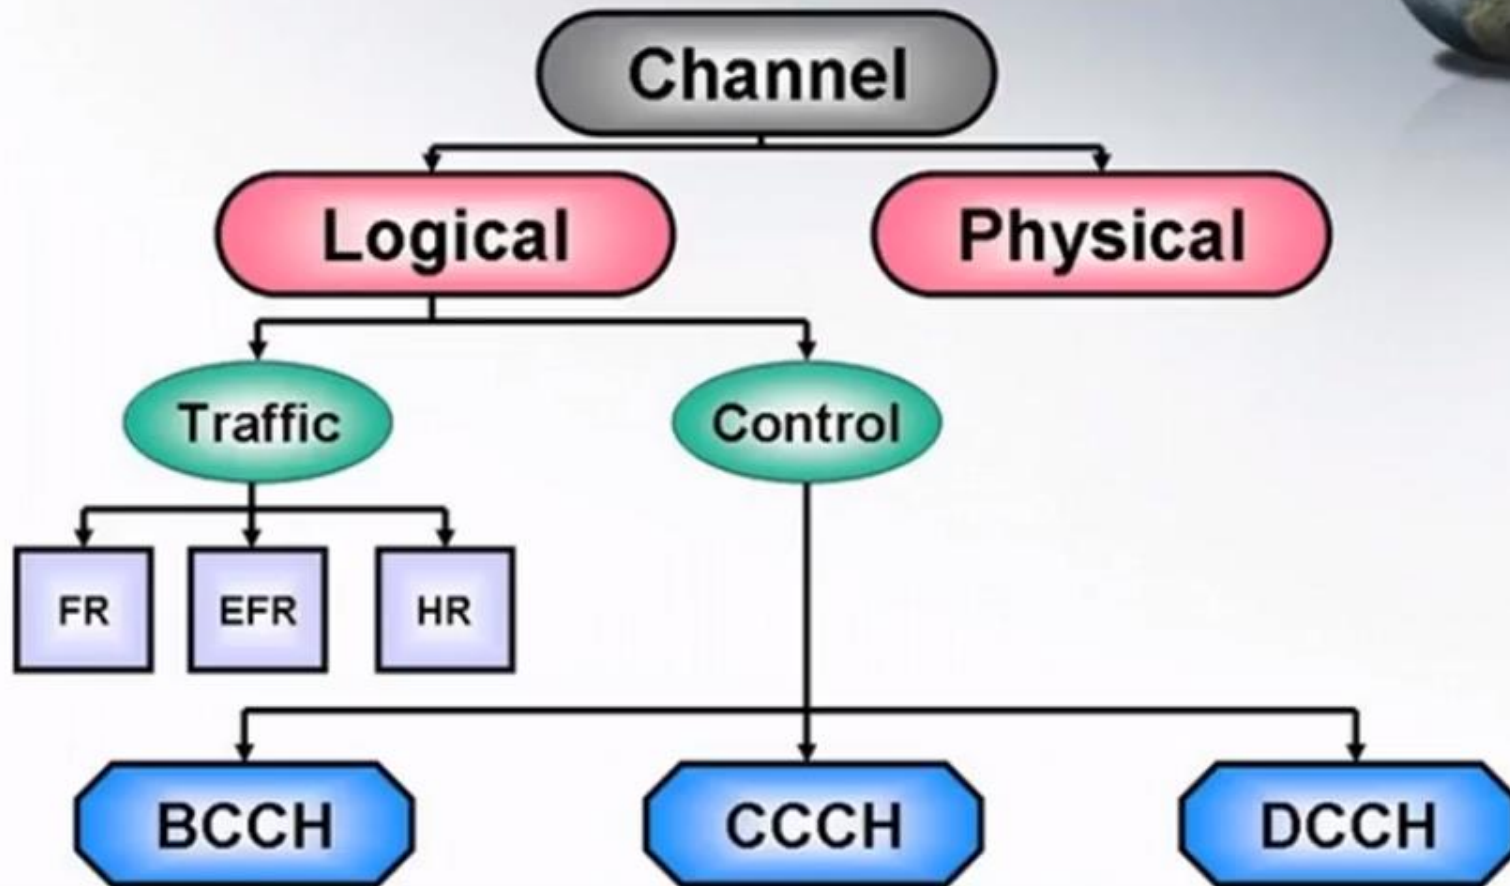 Channel
Logical
Physical
Traffic
Control
FR
EFR
HR
BCCH
CCCH
DCCH